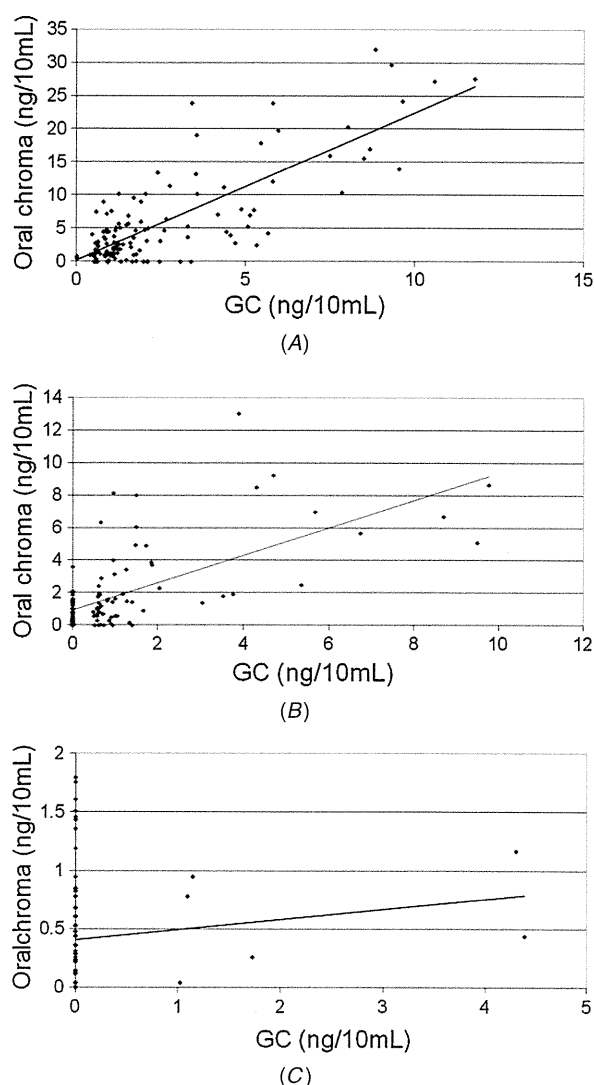 35
30
25
20
15
10
5
0
Oral chroma (ng/10mL)
0 5 10 15
GC (ng/10mL)
(A)
14
12
10
8
6
4
2
0
Oral chroma (ng/10mL)
0 2 4 6 8 10 12
GC (ng/10mL)
(B)
2
1.5
1
0.5
0
Oralchroma (ng/10mL)
0 1 2 3 4 5
GC (ng/10mL)
(C)